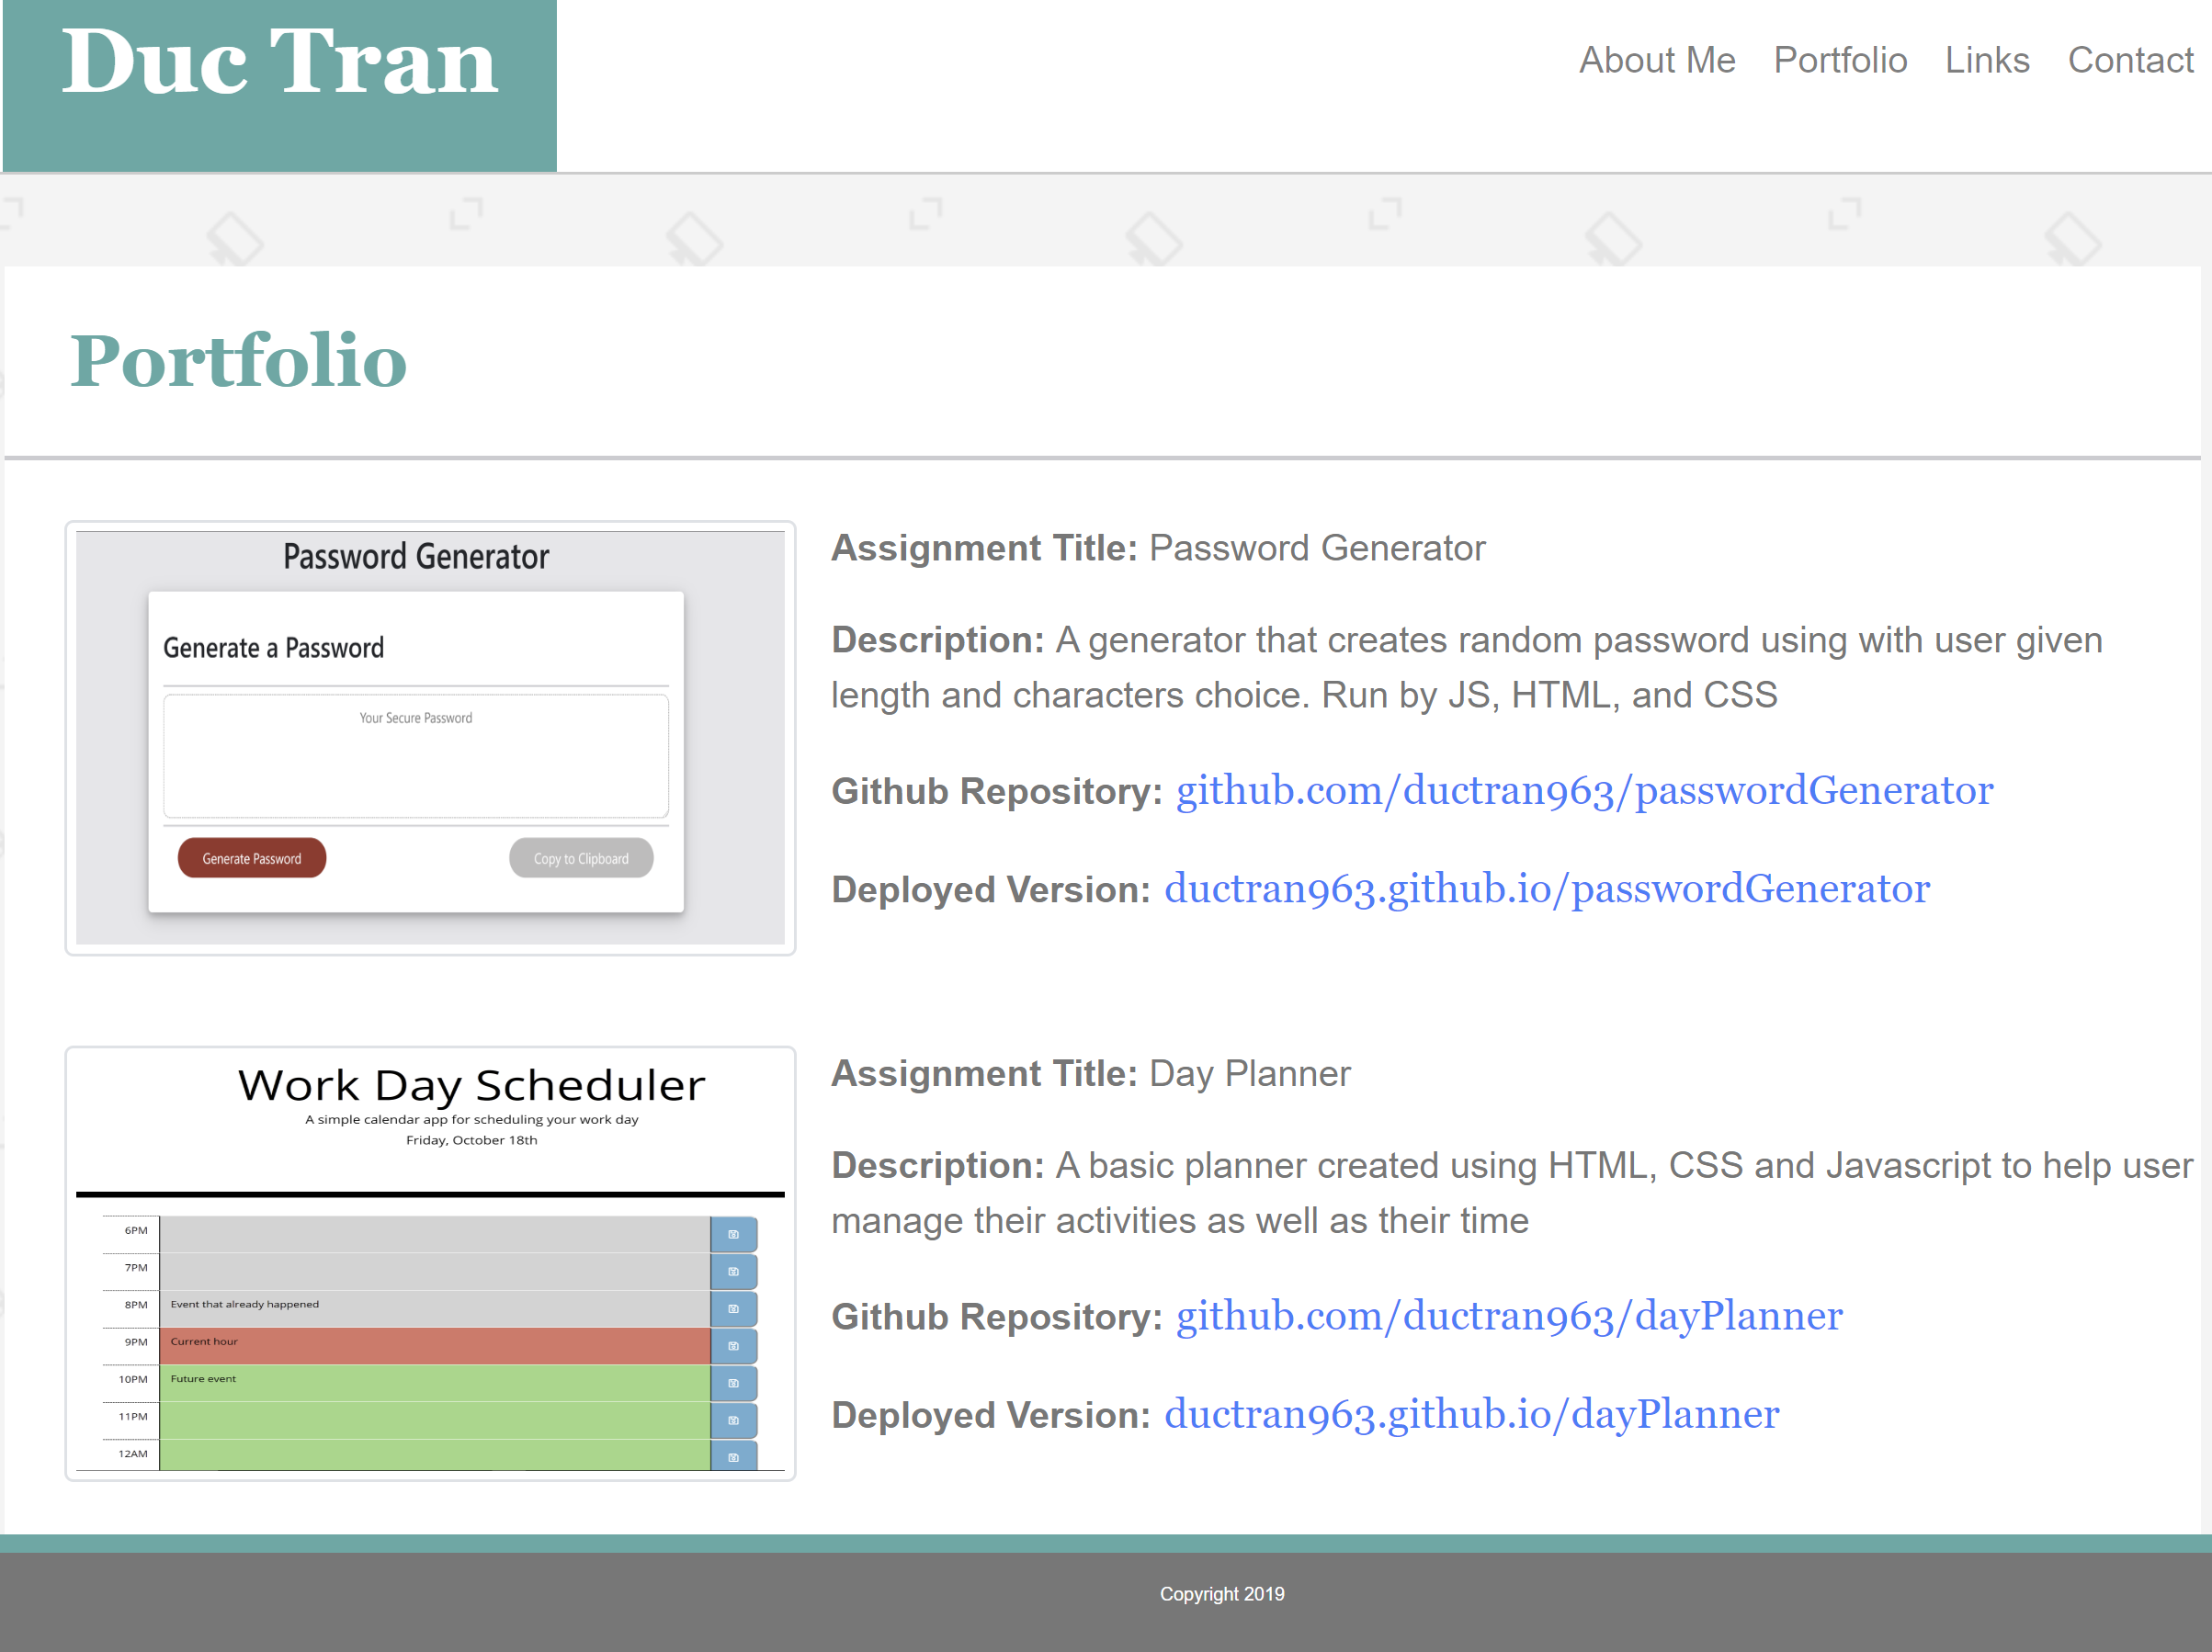 Duc Tran
About Me Portfolio Links Contact
Portfolio
Password Generator
Generate a Password
Your Secure Password
Generate Password Copy to Clipboard
Assignment Title: Password Generator
Description: A generator that creates random password using with user given
length and characters choice. Run by JS, HTML, and CSS
Github Repository: github.com/ductran963/passwordGenerator
Deployed Version: ductran963.github.io/passwordGenerator
Work Day Scheduler
A simple calendar app for scheduling your work day
Friday, October 18th
6PM
7PM
8PM Event that already happened
9PM Current hour
10PM Future event
11PM
12AM
Assignment Title: Day Planner
Description: A basic planner created using HTML, CSS and Javascript to help user
manage their activities as well as their time
Github Repository: github.com/ductran963/dayPlanner
Deployed Version: ductran963.github.io/dayPlanner
Copyright 2019